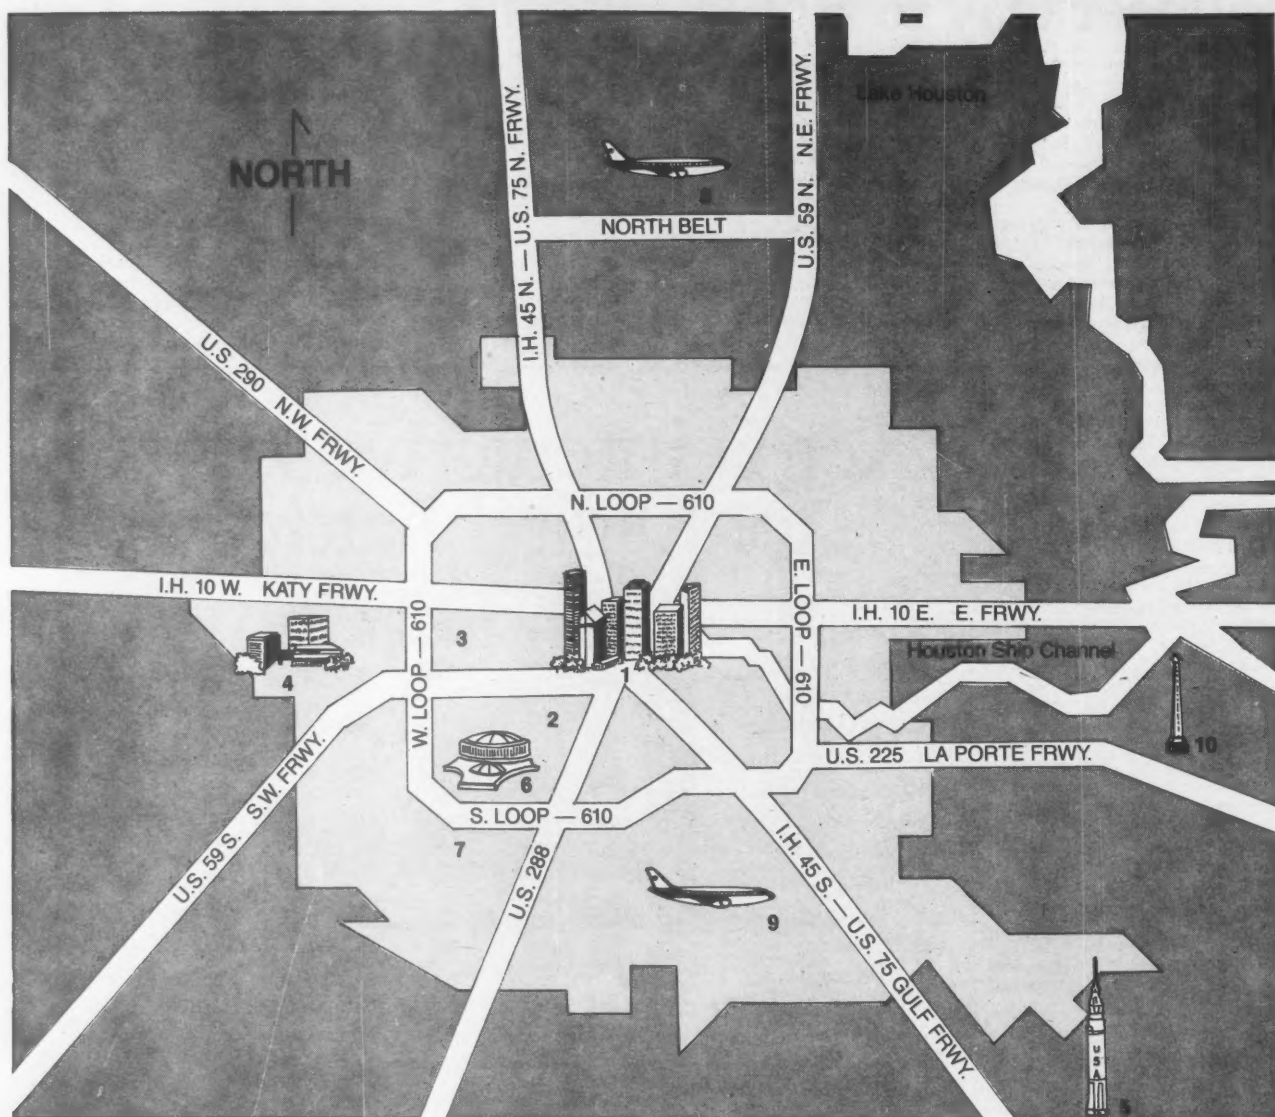 Lake Houston
NORTH
I.H. 45 N. — U.S. 75 N. FRWY.
U.S. 59 N. N.E. FRWY.
8
NORTH BELT
U.S. 290 N.W. FRWY.
N. LOOP — 610
I.H. 10 W. KATY FRWY.
E. LOOP — 610
I.H. 10 E. E. FRWY.
W. LOOP — 610
3
Houston Ship Channel
4
1
2
10
U.S. 225 LA PORTE FRWY.
U.S. 59 S. S.W. FRWY.
6
S. LOOP — 610
7
U.S. 288
I.H. 45 S. — U.S. 75 GULF FRWY.
9
USA
5